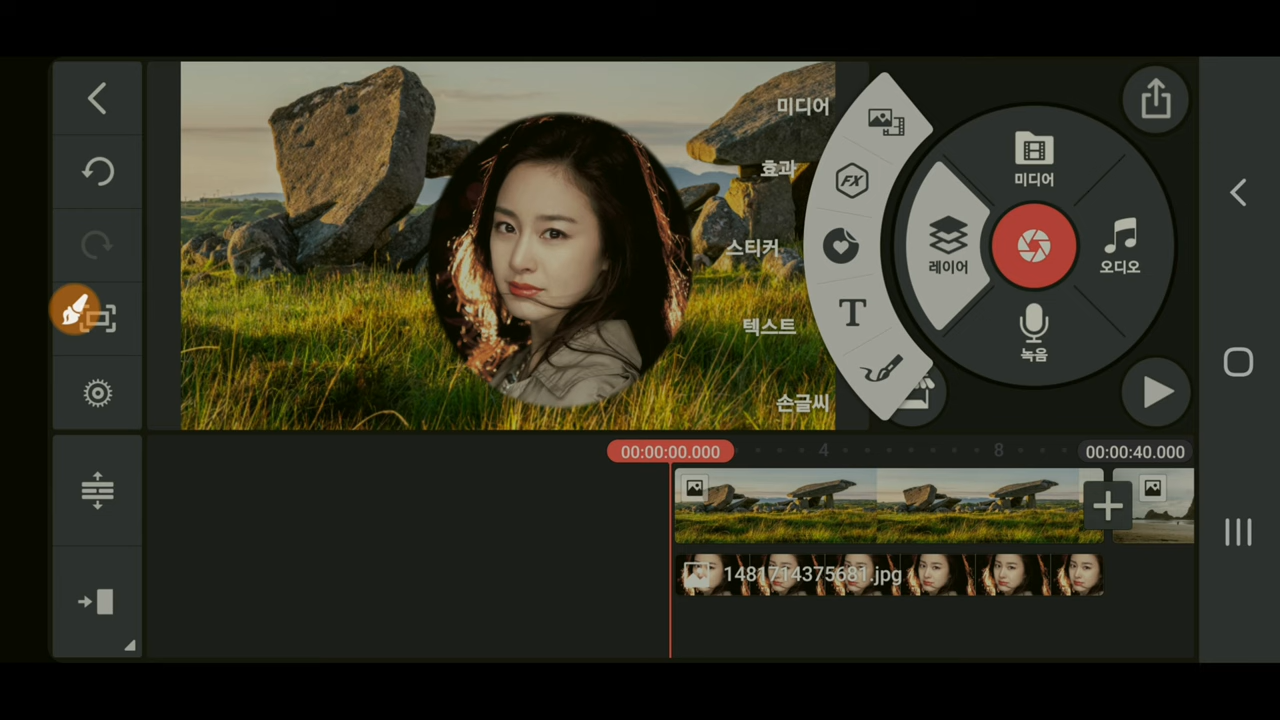 미디어
효과
스티커
텍스트
손글씨
FX
T
미디어
레이어
오디오
녹음
00:00:00.000
4
8
00:00:40.000
1481714375681.jpg